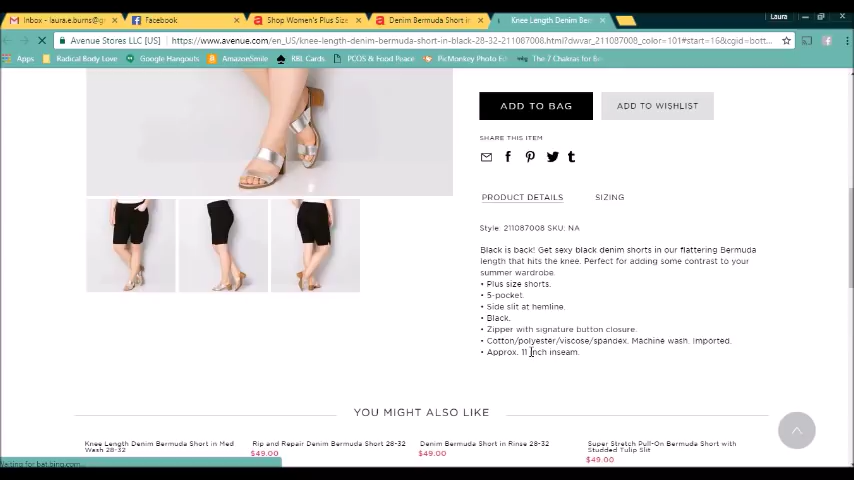 Inbox - laura.e.burns@g
Facebook
Shop Women's Plus Size
Denim Bermuda Short in
Knee Length Denim Ber
Laura
Avenue Stores LLC [US]
https://www.avenue.com/en_US/knee-length-denim-bermuda-short-in-black-28-32-211087008.html?dwvar_211087008_color=101#start=16&cgid=bott
Apps
Radical Body Love
Google Hangouts
AmazonSmile
RBL Cards
PCOS & Food Peace
PicMonkey Photo Ed
The 7 Chakras for Be
ADD TO BAG
ADD TO WISHLIST
SHARE THIS ITEM
PRODUCT DETAILS
SIZING
Style: 211087008 SKU: NA
Black is back! Get sexy black denim shorts in our flattering Bermuda
length that hits the knee. Perfect for adding some contrast to your
summer wardrobe.
• Plus size shorts.
• 5-pocket.
• Side slit at hemline.
• Black.
• Zipper with signature button closure.
• Cotton/polyester/viscose/spandex. Machine wash. Imported.
• Approx. 11 inch inseam.
YOU MIGHT ALSO LIKE
Knee Length Denim Bermuda Short in Med
Wash 28-32
Rip and Repair Denim Bermuda Short 28-32
$49.00
Denim Bermuda Short in Rinse 28-32
$49.00
Super Stretch Pull-On Bermuda Short with
Studded Tulip Slit
$49.00
Waiting for bat.bing.com...